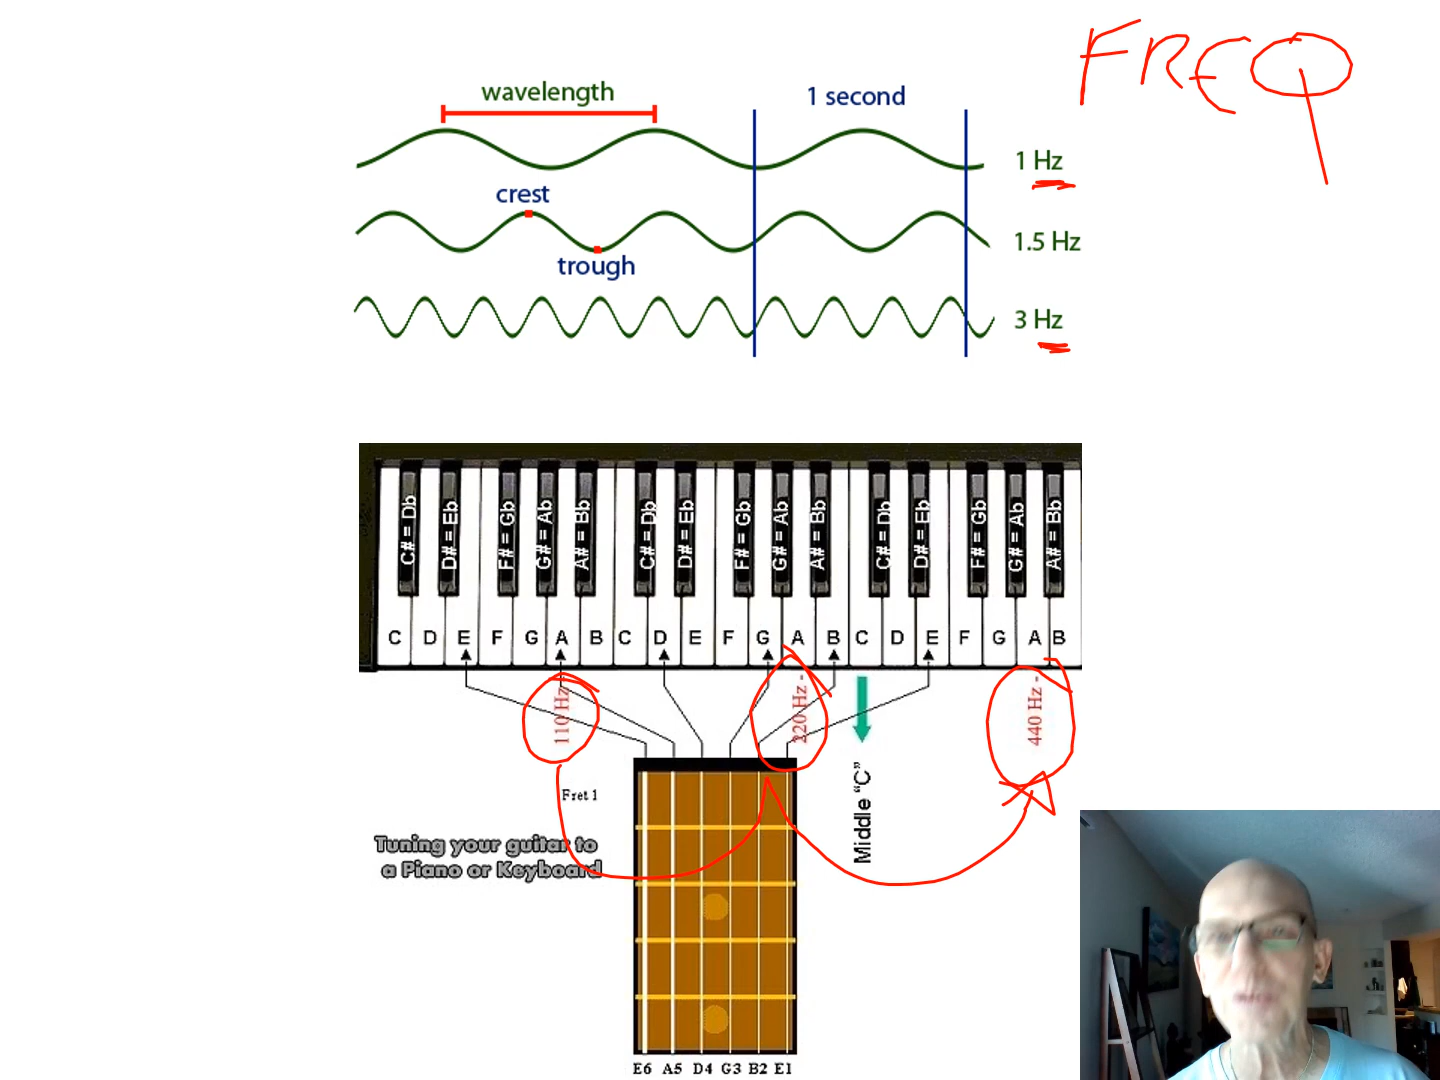 FREQ
wavelength
1 second
1 Hz
crest
1.5 Hz
trough
3 Hz
C# = Db
D# = Eb
F# = Gb
G# = Ab
A# = Bb
C# = Db
D# = Eb
F# = Gb
G# = Ab
A# = Bb
C# = Db
D# = Eb
F# = Gb
G# = Ab
A# = Bb
C D E F G A B C D E F G A B C D E F G A B
110 Hz
220 Hz -
440 Hz -
Middle “C”
Fret 1
Tuning your guitar to
a Piano or Keyboard
E6 A5 D4 G3 B2 E1